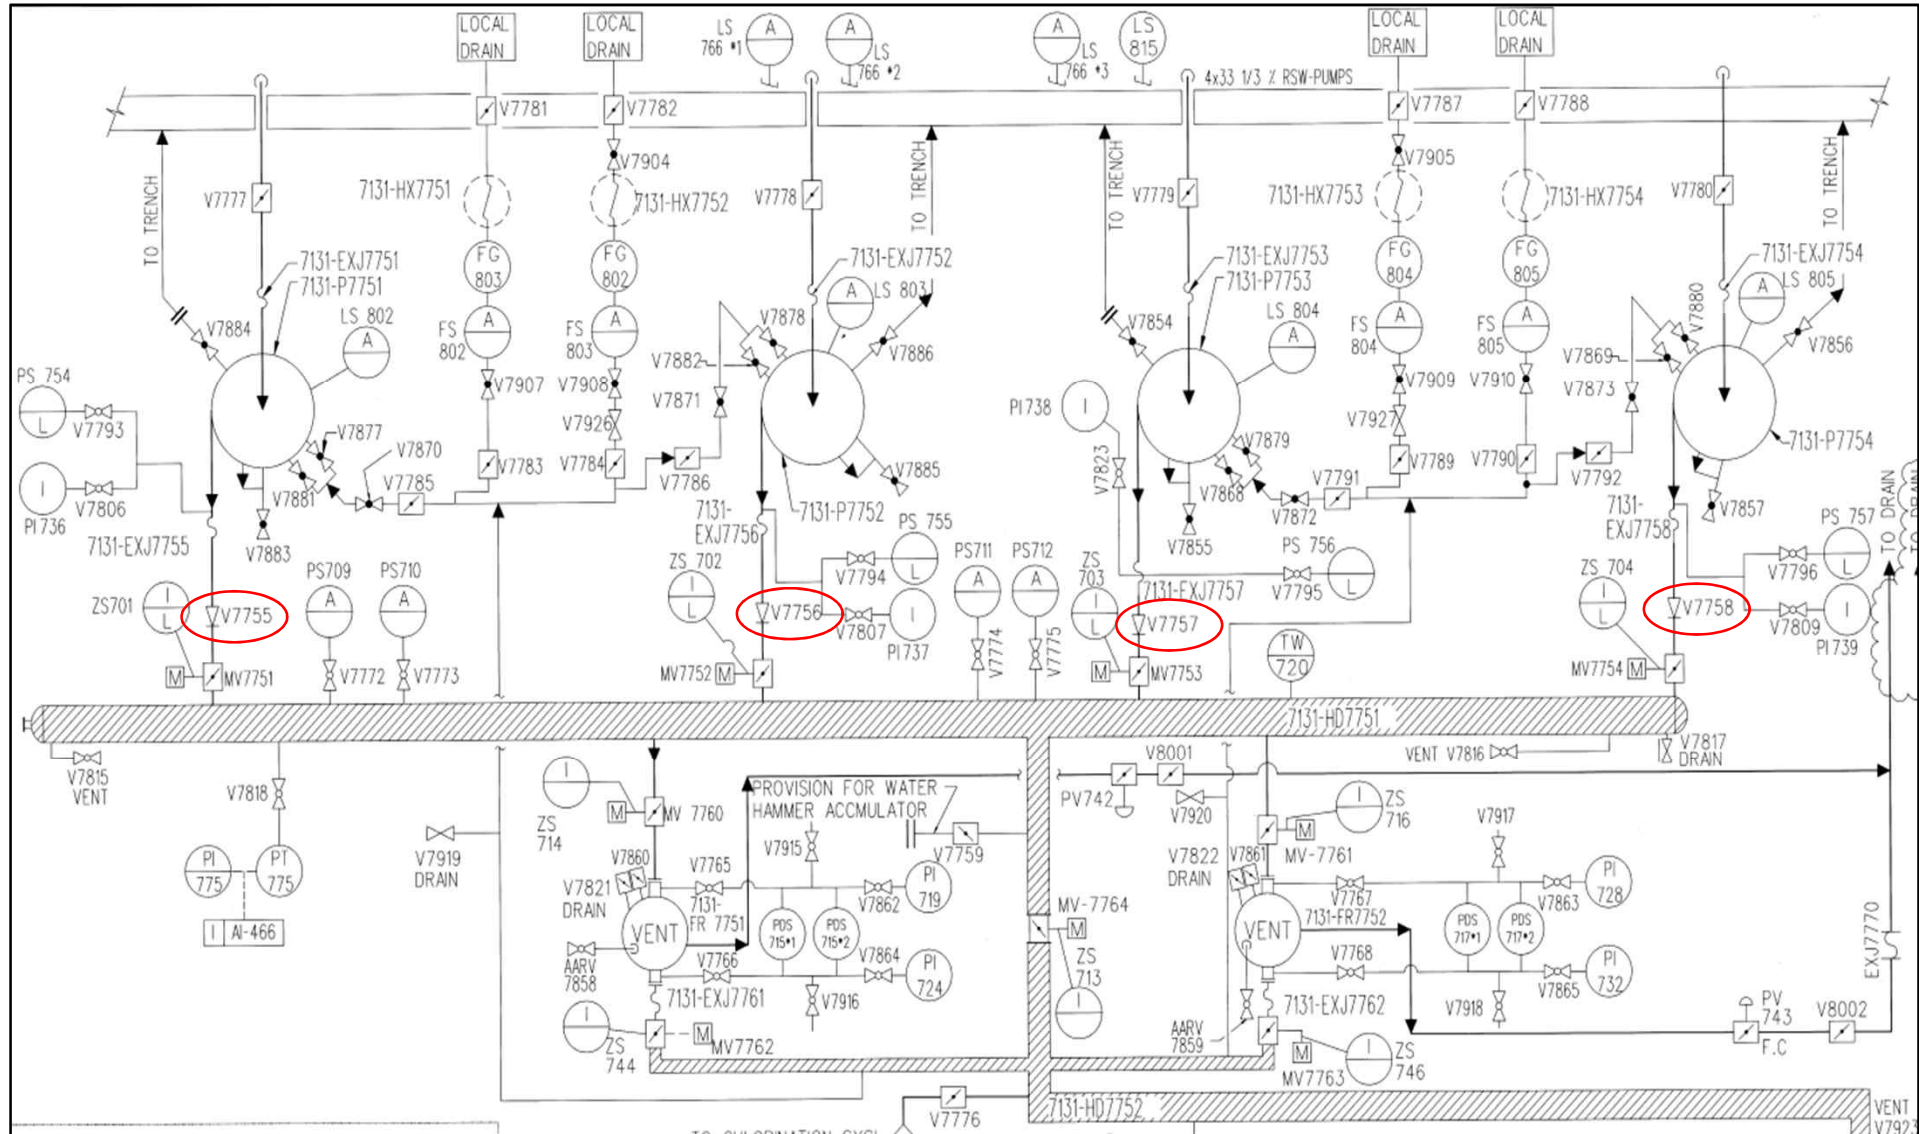 LOCAL
DRAIN
LOCAL
DRAIN
LS
766 *1
A
A
LS
766 *2
A
LS
766 *3
LS
815
LOCAL
DRAIN
LOCAL
DRAIN
4x33 1/3 % RSW-PUMPS
V7781
V7782
V7787
V7788
V7904
V7905
TO TRENCH
TO TRENCH
TO TRENCH
TO TRENCH
V7777
7131-HX7751
7131-HX7752
V7778
V7779
7131-HX7753
7131-HX7754
V7780
7131-EXJ7751
7131-P7751
FG
803
FG
802
7131-EXJ7752
7131-EXJ7753
7131-P7753
FG
804
FG
805
7131-EXJ7754
LS 802
A
A
LS 803
LS 804
A
A
LS 805
V7884
FS
802
A
FS
803
A
V7878
V7882
V7886
V7854
FS
804
A
FS
805
A
V7880
V7869
V7856
PS 754
L
V7793
V7907
V7908
V7871
PI738
I
V7909
V7910
V7873
V7926
V7927
V7877
V7870
V7879
7131-P7754
V7783
V7784
V7885
V7823
V7789
V7790
I
V7806
PI736
V7881
V7785
V7786
V7868
V7791
V7792
V7872
V7857
7131-
EXJ7756
7131-P7752
7131-
EXJ7758
7131-EXJ7755
V7883
V7855
PS 755
L
V7794
PS 756
L
V7795
PS 757
L
V7796
TO DRAIN
TO DRAIN
PS709
A
PS710
A
ZS 702
I
L
PS711
A
PS712
A
ZS
703
I
L
7131-EXJ7757
ZS 704
I
L
ZS701
I
L
V7755
V7756
V7807
I
PI737
V7757
V7758
V7809
I
PI739
V7774
V7775
TW
720
M
MV7751
V7772
V7773
MV7752
M
M
MV7753
MV7754
M
7131-HD7751
V7815
VENT
V7818
I
M
MV 7760
ZS
714
PROVISION FOR WATER
HAMMER ACCMULATOR
V8001
PV742
VENT V7816
V7817
DRAIN
V7920
I
ZS
716
M
MV-7761
V7917
V7919
DRAIN
V7915
V7759
PI
775
PT
775
I
AI-466
V7860
V7765
V7821
DRAIN
7131-
FR 7751
V7862
PI
719
VENT
PDS
715*1
PDS
715*2
MV-7764
M
V7822
DRAIN
V7861
V7767
7131-FR7752
V7863
PI
728
VENT
PDS
717*1
PDS
717*2
AARV
7858
V7766
V7864
PI
724
7131-EXJ7761
V7916
ZS
713
I
V7768
7131-EXJ7762
V7865
PI
732
V7918
EXJ7770
I
ZS
744
M
MV7762
AARV
7859
M
MV7763
I
ZS
746
PV
743
F.C
V8002
V7776
7131-HD7752
VENT
V7923